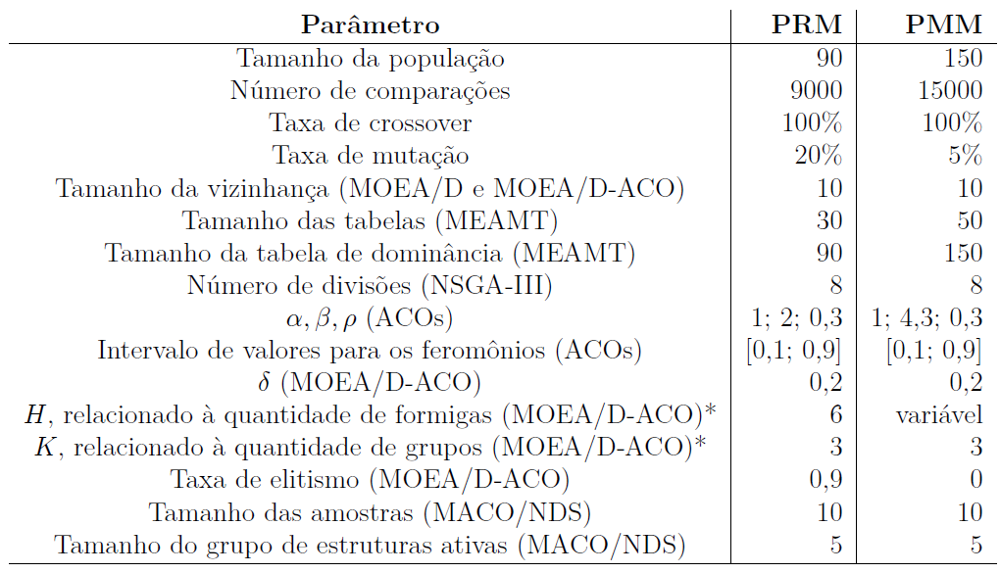 Parâmetro PRM PMM
Tamanho da população 90 150
Número de comparações 9000 15000
Taxa de crossover 100% 100%
Taxa de mutação 20% 5%
Tamanho da vizinhança (MOEA/D e MOEA/D-ACO) 10 10
Tamanho das tabelas (MEAMT) 30 50
Tamanho da tabela de dominância (MEAMT) 90 150
Número de divisões (NSGA-III) 8 8
α, β, ρ (ACOs) 1; 2; 0,3 1; 4,3; 0,3
Intervalo de valores para os feromônios (ACOs) [0,1; 0,9] [0,1; 0,9]
δ (MOEA/D-ACO) 0,2 0,2
H, relacionado à quantidade de formigas (MOEA/D-ACO)* 6 variável
K, relacionado à quantidade de grupos (MOEA/D-ACO)* 3 3
Taxa de elitismo (MOEA/D-ACO) 0,9 0
Tamanho das amostras (MACO/NDS) 10 10
Tamanho do grupo de estruturas ativas (MACO/NDS) 5 5